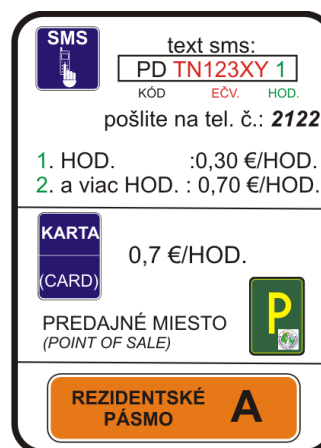 SMS
text sms:
PD TN123XY 1
KÓD EČV. HOD.
pošlite na tel. č.: 2122
1. HOD. :0,30 €/HOD.
2. a viac HOD. : 0,70 €/HOD.
KARTA
(CARD)
0,7 €/HOD.
PREDAJNÉ MIESTO
(POINT OF SALE)
P
REZIDENTSKÉ
PÁSMO
A